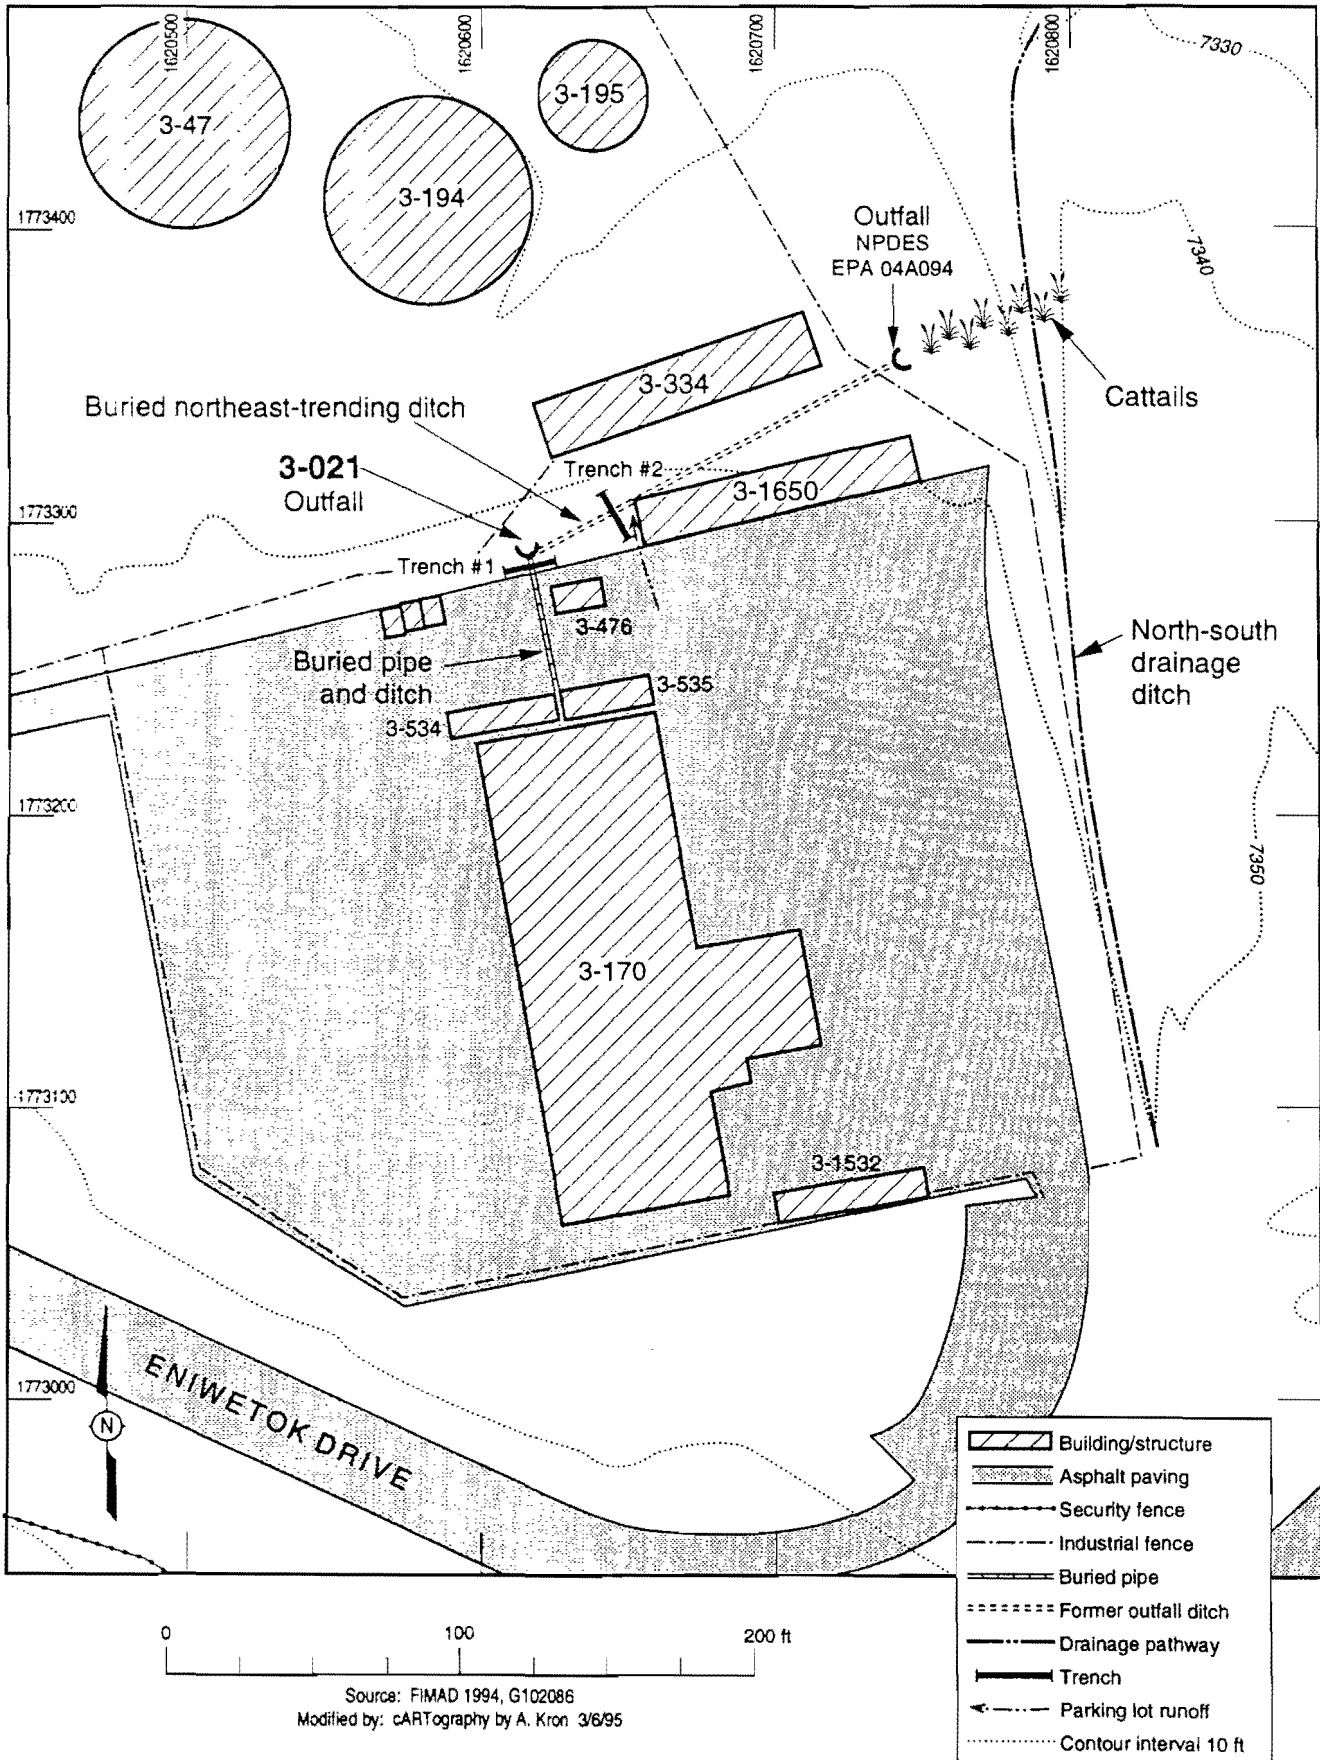 1620500
1620600
1620700
1620800
7330
3-47
3-195
3-194
1773400
Outfall
NPDES
EPA 04A094
7340
3-334
Cattails
Buried northeast-trending ditch
3-021
Outfall
Trench #2
3-1650
1773300
Trench #1
3-476
North-south
drainage
ditch
Buried pipe
and ditch
3-535
3-534
1773200
7350
3-170
1773100
3-1532
1773000
ENIWETOK DRIVE
N
Building/structure
Asphalt paving
Security fence
Industrial fence
Buried pipe
Former outfall ditch
Drainage pathway
Trench
Parking lot runoff
Contour interval 10 ft
0 100 200 ft
Source: FIMAD 1994, G102086
Modified by: cARTography by A. Kron 3/6/95